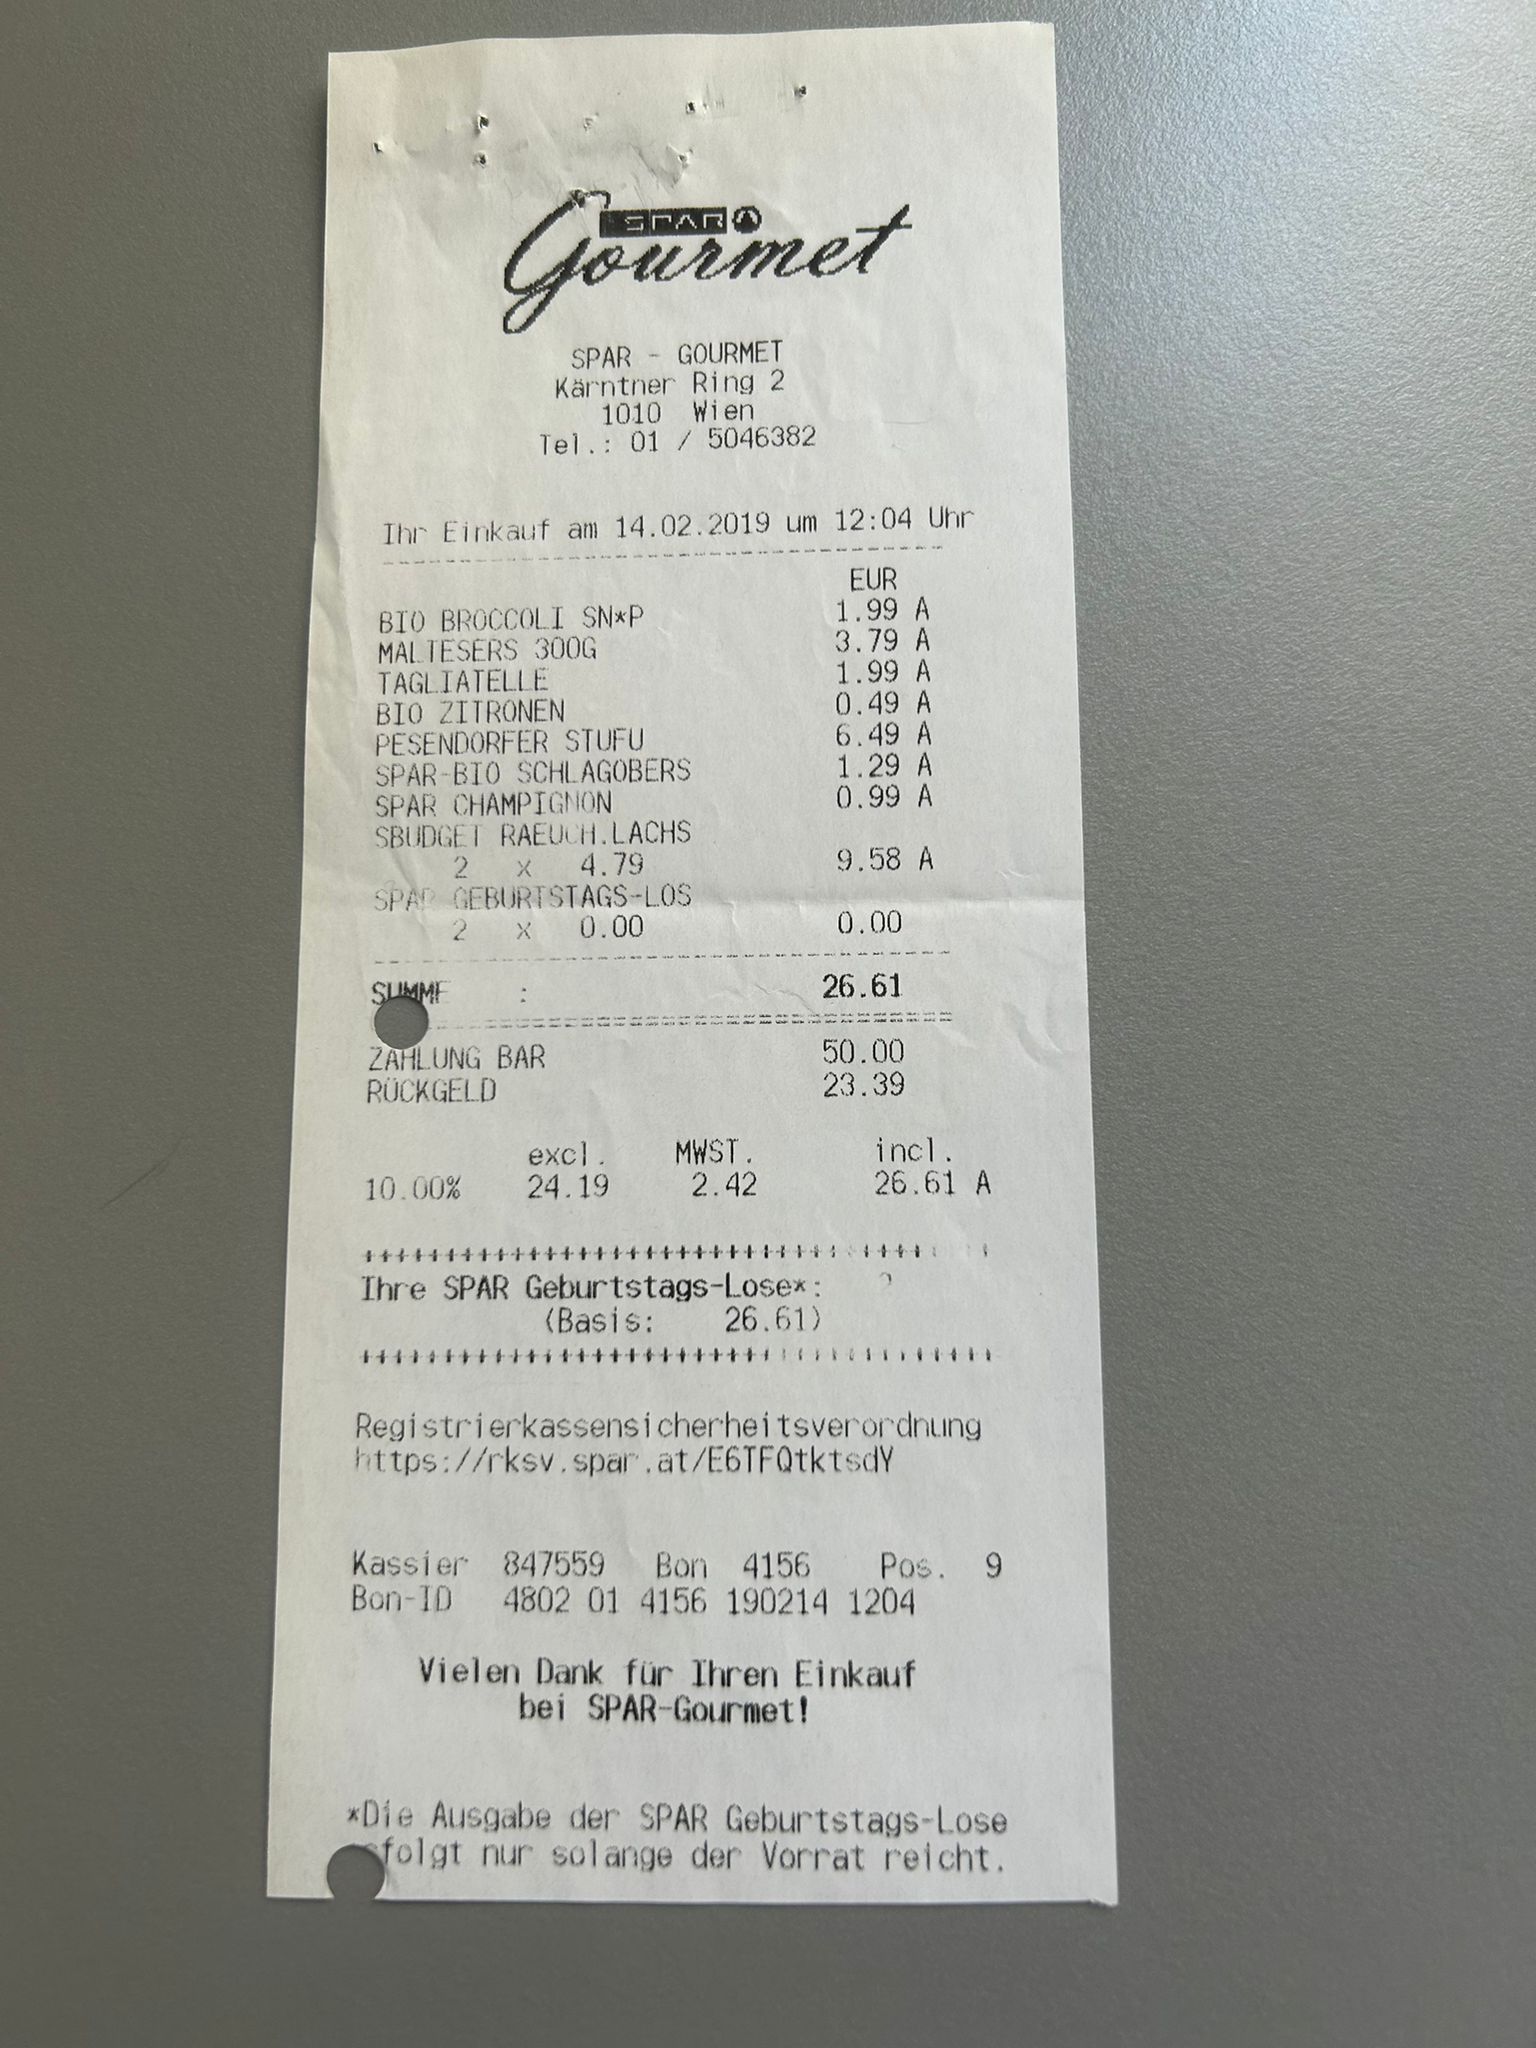 SPAR
Gourmet
SPAR - GOURMET
Kärntner Ring 2
1010 Wien
Tel.: 01 / 5046382
Ihr Einkauf am 14.02.2019 um 12:04 Uhr
EUR
BIO BROCCOLI SN*P 1.99 A
MALTESERS 300G 3.79 A
TAGLIATELLE 1.99 A
BIO ZITRONEN 0.49 A
PESENDORFER STUFU 6.49 A
SPAR-BIO SCHLAGOBERS 1.29 A
SPAR CHAMPIGNON 0.99 A
SBUDGET RAEUCH.LACHS
2 x 4.79 9.58 A
SPAR GEBURTSTAGS-LOS
2 x 0.00 0.00
SUMME : 26.61
ZAHLUNG BAR 50.00
RÜCKGELD 23.39
excl. MWST. incl.
10.00% 24.19 2.42 26.61 A
Ihre SPAR Geburtstags-Lose*:
(Basis: 26.61)
Registrierkassensicherheitsverordnung
https://rksv.spar.at/E6TFQtktsdY
Kassier 847559 Bon 4156 Pos. 9
Bon-ID 4802 01 4156 190214 1204
Vielen Dank für Ihren Einkauf
bei SPAR-Gourmet!
*Die Ausgabe der SPAR Geburtstags-Lose
erfolgt nur solange der Vorrat reicht.